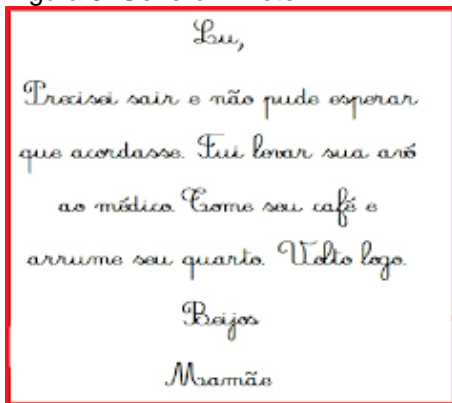 Lu,
Precisei sair e não pude esperar
que acordasse. Fui levar sua avó
ao médico. Tome seu café e
arrume seu quarto. Volto logo.
Beijos
Mamãe